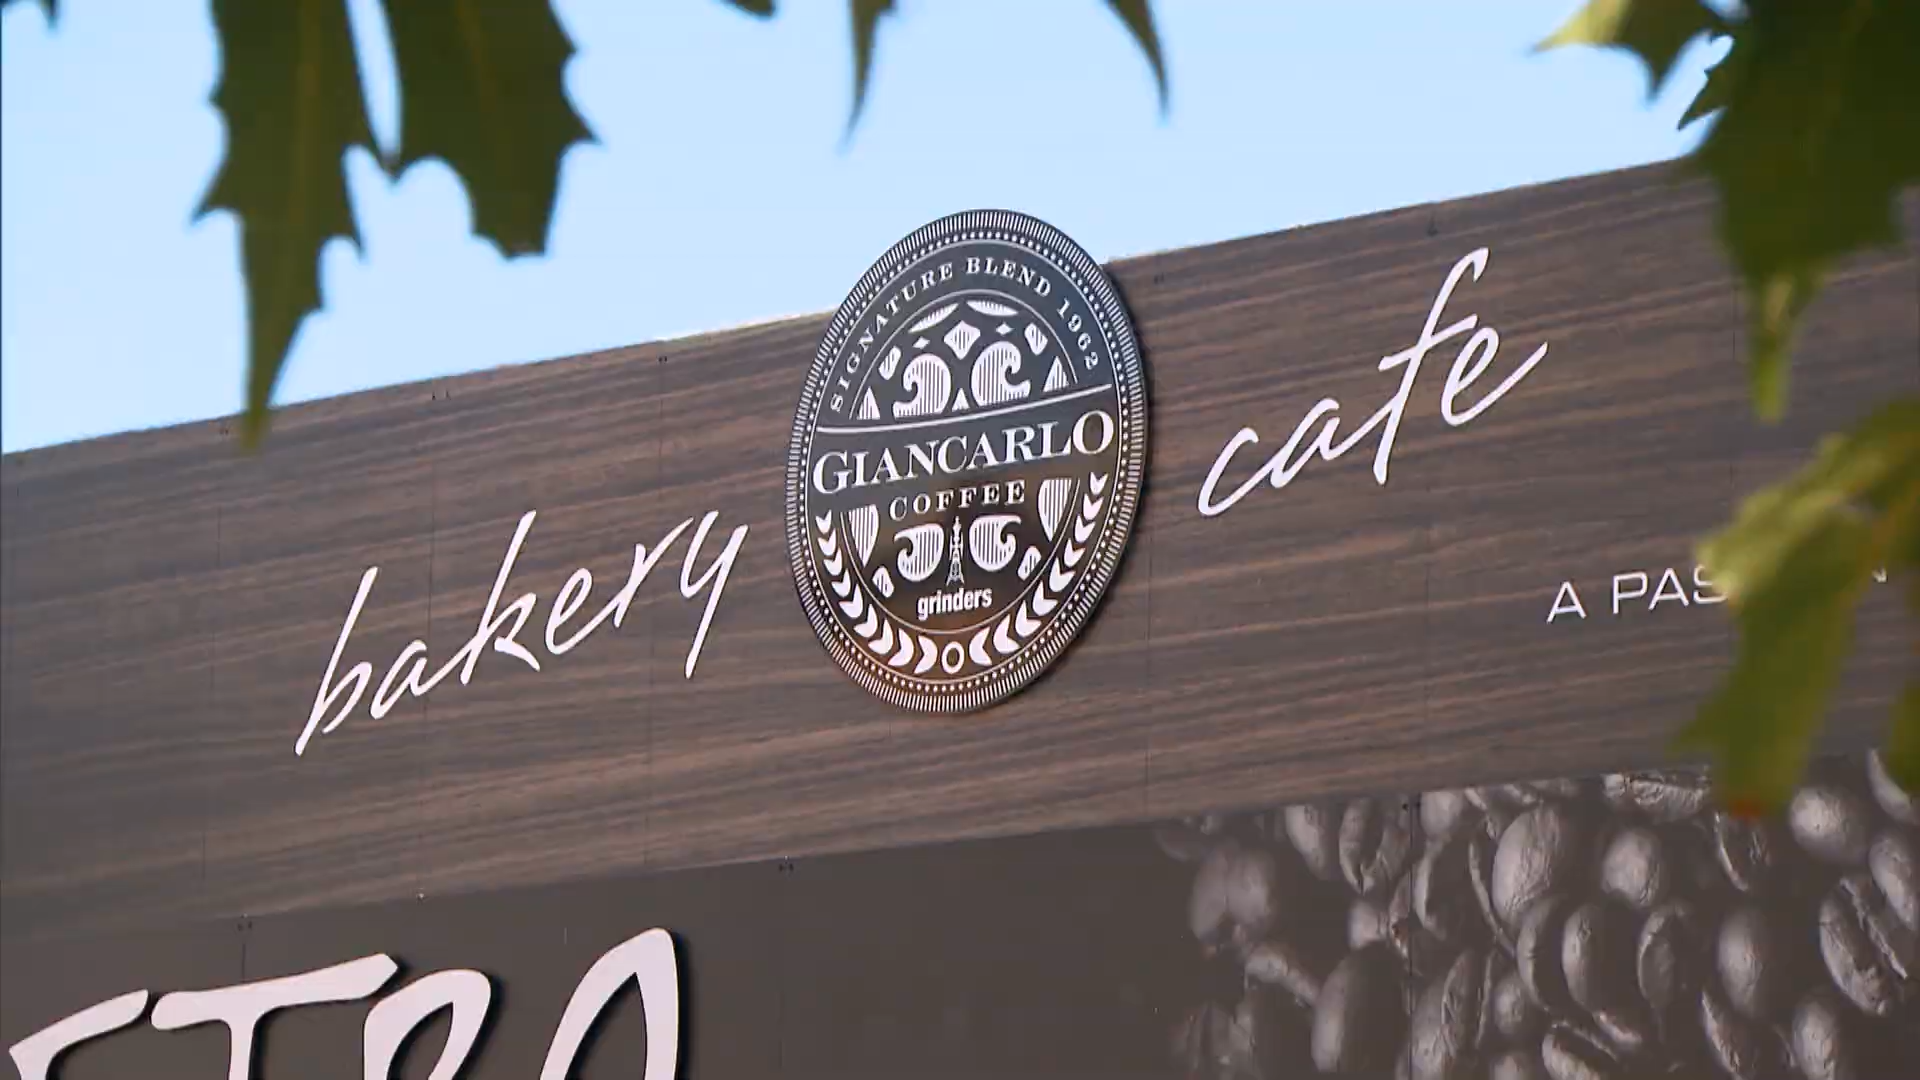 SIGNATURE BLEND 1962
bakery
GIANCARLO
COFFEE
grinders
cafe
A